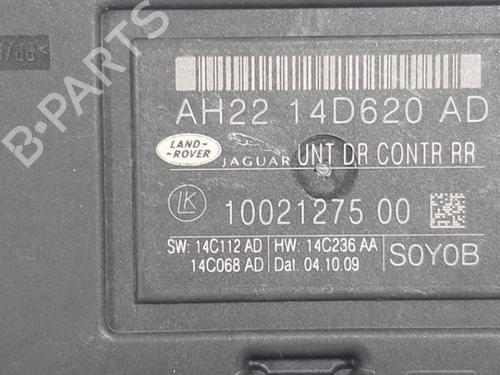 B-PARTS
AH22 14D620 AD
LAND-
ROVER
JAGUAR UNT DR CONTR RR
LK 10021275 00
SW: 14C112 AD HW: 14C236 AA
14C068 AD Dat. 04.10.09
S0Y0B